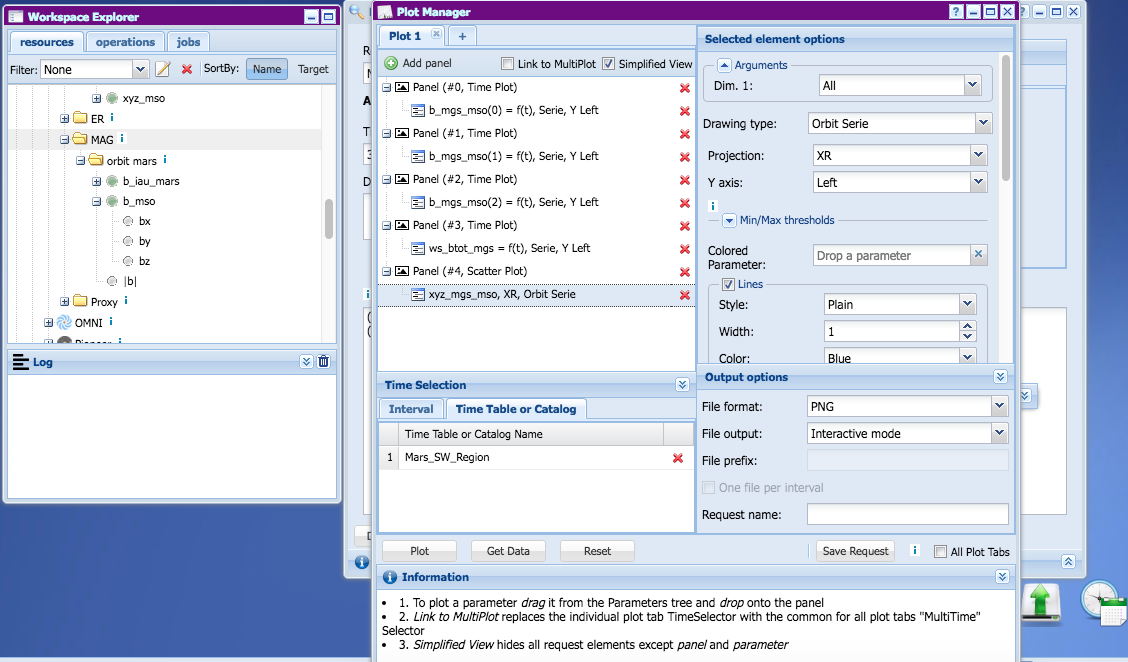 Workspace Explorer
resources operations jobs
Filter: None SortBy: Name Target
xyz_mso
ER i
MAG i
orbit mars i
b_iau_mars
b_mso
bx
by
bz
|b|
Proxy i
OMNI i
Log
Plot Manager
Plot 1 +
Add panel Link to MultiPlot Simplified View
Panel (#0, Time Plot)
b_mgs_mso(0) = f(t), Serie, Y Left
Panel (#1, Time Plot)
b_mgs_mso(1) = f(t), Serie, Y Left
Panel (#2, Time Plot)
b_mgs_mso(2) = f(t), Serie, Y Left
Panel (#3, Time Plot)
ws_btot_mgs = f(t), Serie, Y Left
Panel (#4, Scatter Plot)
xyz_mgs_mso, XR, Orbit Serie
Time Selection
Interval Time Table or Catalog
Time Table or Catalog Name
1 Mars_SW_Region
Selected element options
Arguments
Dim. 1: All
Drawing type: Orbit Serie
Projection: XR
Y axis: Left
i
Min/Max thresholds
Colored
Parameter: Drop a parameter
Lines
Style: Plain
Width: 1
Color: Blue
Output options
File format: PNG
File output: Interactive mode
File prefix:
One file per interval
Request name:
Plot Get Data Reset Save Request i All Plot Tabs
Information
• 1. To plot a parameter drag it from the Parameters tree and drop onto the panel
• 2. Link to MultiPlot replaces the individual plot tab TimeSelector with the common for all plot tabs "MultiTime"
Selector
• 3. Simplified View hides all request elements except panel and parameter